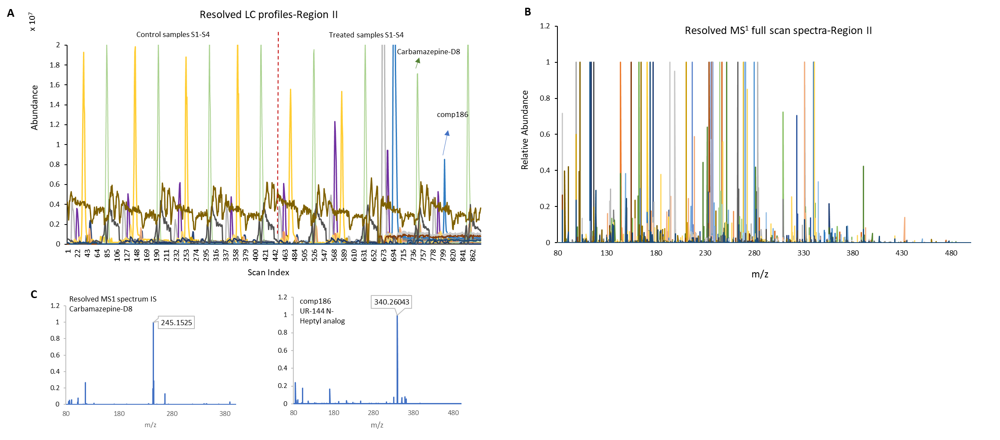 A
x 10⁷
Resolved LC profiles-Region II
Control samples S1-S4
Treated samples S1-S4
Carbamazepine-D8
comp186
Abundance
2
1.8
1.6
1.4
1.2
1
0.8
0.6
0.4
0.2
0
1 22 43 64 85 106 127 148 169 190 211 232 253 274 295 316 337 358 379 400 421 442 463 484 505 526 547 568 589 610 631 652 673 694 715 736 757 778 799 820 841 862
Scan Index
B
Resolved MS¹ full scan spectra-Region II
Relative Abundance
1.2
1
0.8
0.6
0.4
0.2
0
80 130 180 230 280 330 380 430 480
m/z
C
Resolved MS1 spectrum IS
Carbamazepine-D8
245.1525
1.2
1
0.8
0.6
0.4
0.2
0
80 180 280 380
m/z
comp186
UR-144 N-
Heptyl analog
340.26043
1.2
1
0.8
0.6
0.4
0.2
0
80 180 280 380 480
m/z